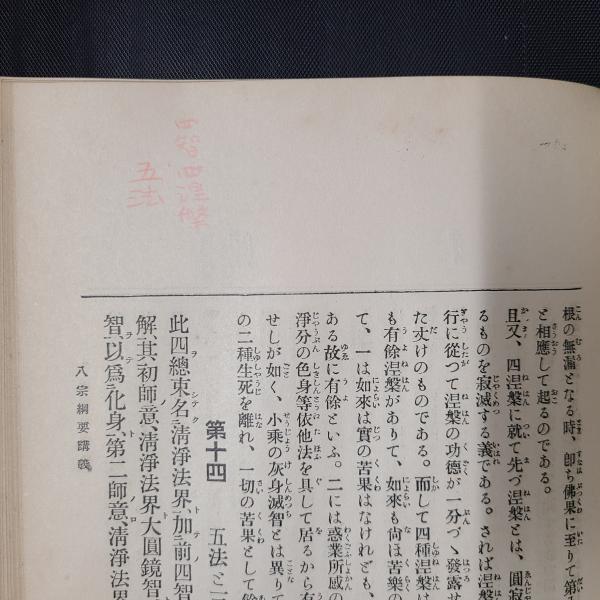 四智四涅槃
五法
根の無漏となる時、卽ち佛果に至りて第
と相應して起るのである。
且又、四涅槃に就て先づ涅槃とは、圓寂
るものを寂滅する義である。されば涅槃
行に從つて涅槃の功德が一分づゝ發露せ
た丈けのものである。而して四種涅槃は
も有餘涅槃がありて、如來も尙ほ苦樂の
て、一は如來は實の苦果はなけれども、
ある故に有餘といふ。二には惑業所感の
淨分の色身等依他法を具して居るから有
せしが如く、小乘の灰身滅智とは異りて
の二種生死を離れ、一切の苦果として餘
第十四 五法と三
此四總束名淸淨法界、加前四智
解、其初師意、淸淨法界大圓鏡智
智、以爲化身、第二師意、淸淨法界
八宗綱要講義